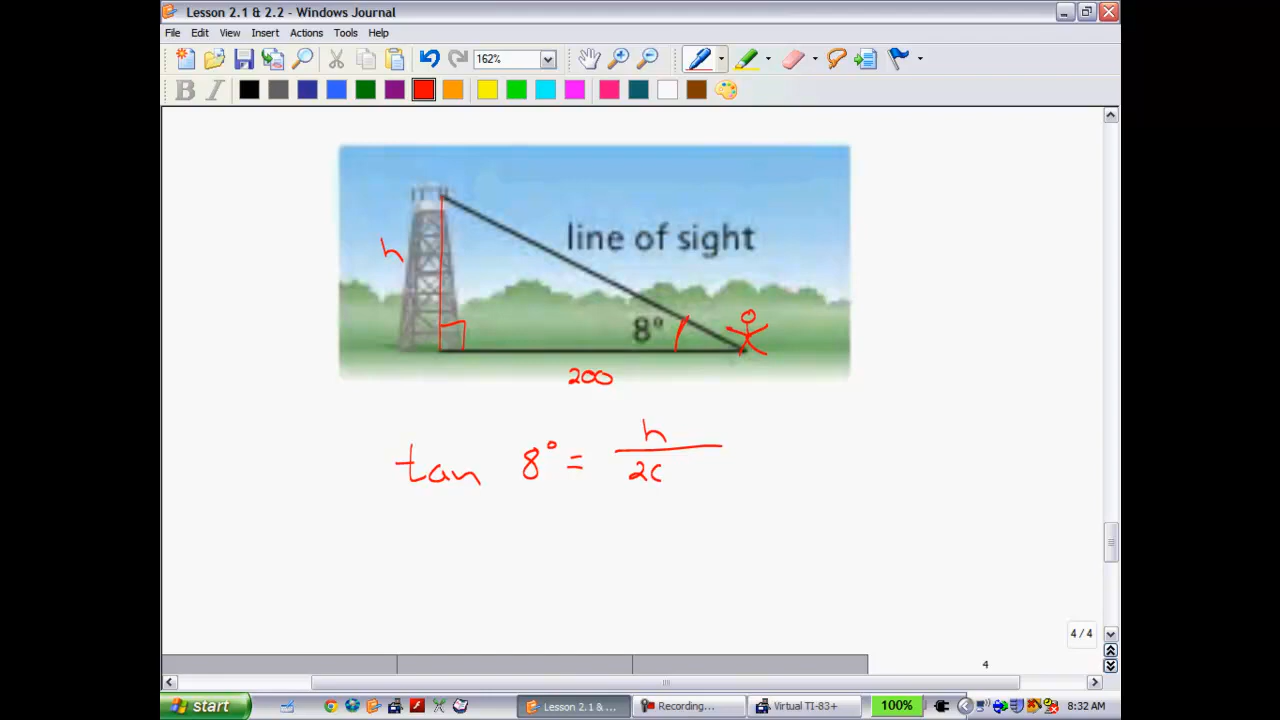 Lesson 2.1 & 2.2 - Windows Journal
File Edit View Insert Actions Tools Help
162%
B I
line of sight
h
8°
200
tan 8° = h
20
4 / 4
4
start
Lesson 2.1 & ...
Recording...
Virtual TI-83+
100%
8:32 AM